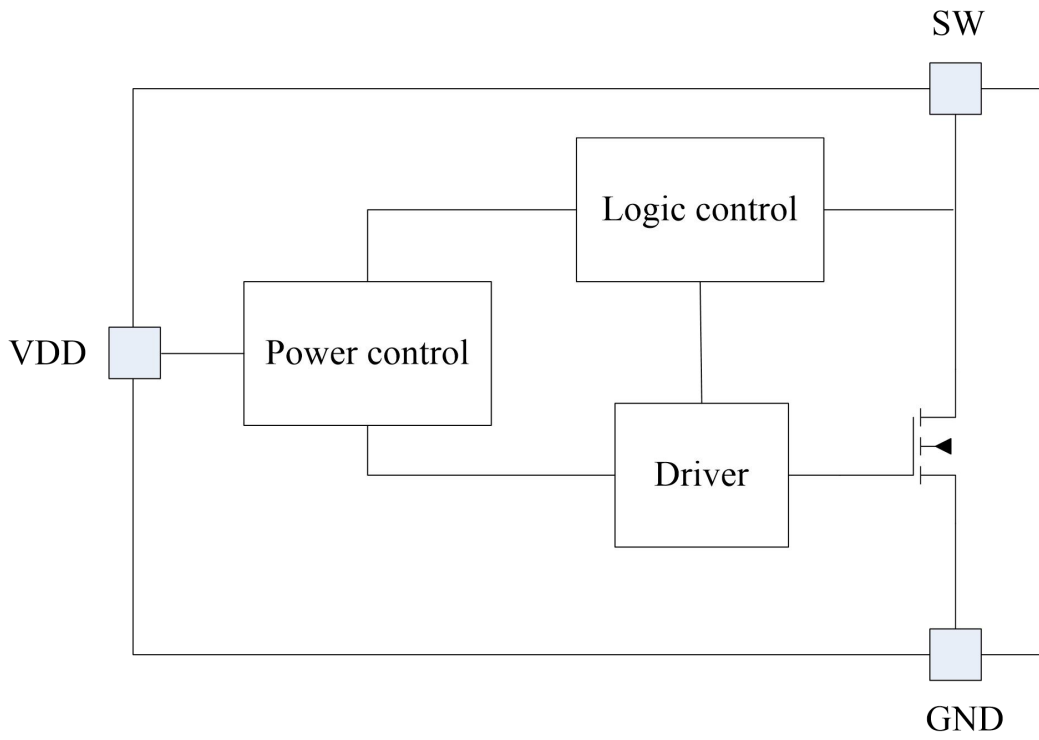 SW
Logic control
VDD
Power control
Driver
GND